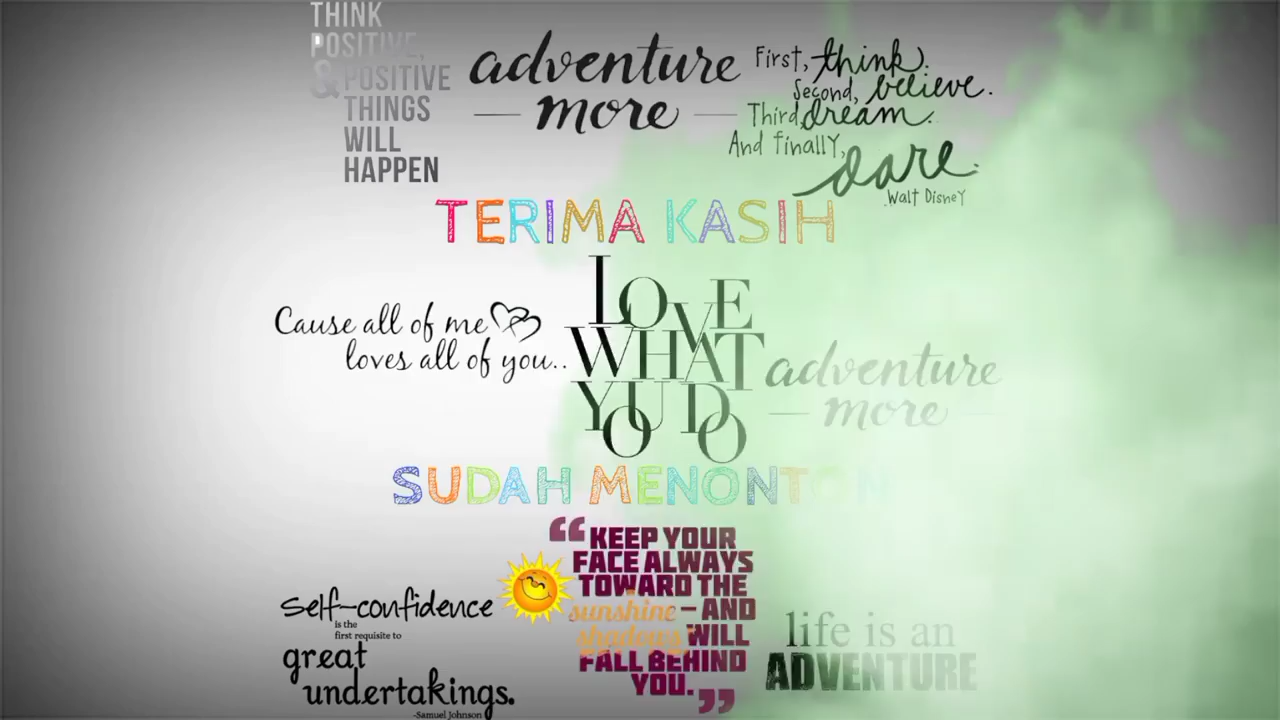 THINK
POSITIVE,
& POSITIVE
THINGS
WILL
HAPPEN
adventure
more
First, think.
Second, believe.
Third, dream.
And finally,
dare.
Walt Disney
TERIMA KASIH
Cause all of me
loves all of you..
LOVE
WHAT
YOU DO
adventure
more
SUDAH MENONTON
“KEEP YOUR
FACE ALWAYS
TOWARD THE
sunshine – AND
shadows WILL
FALL BEHIND
YOU.”
Self-confidence
is the
first requisite to
great
undertakings.
-Samuel Johnson
life is an
ADVENTURE